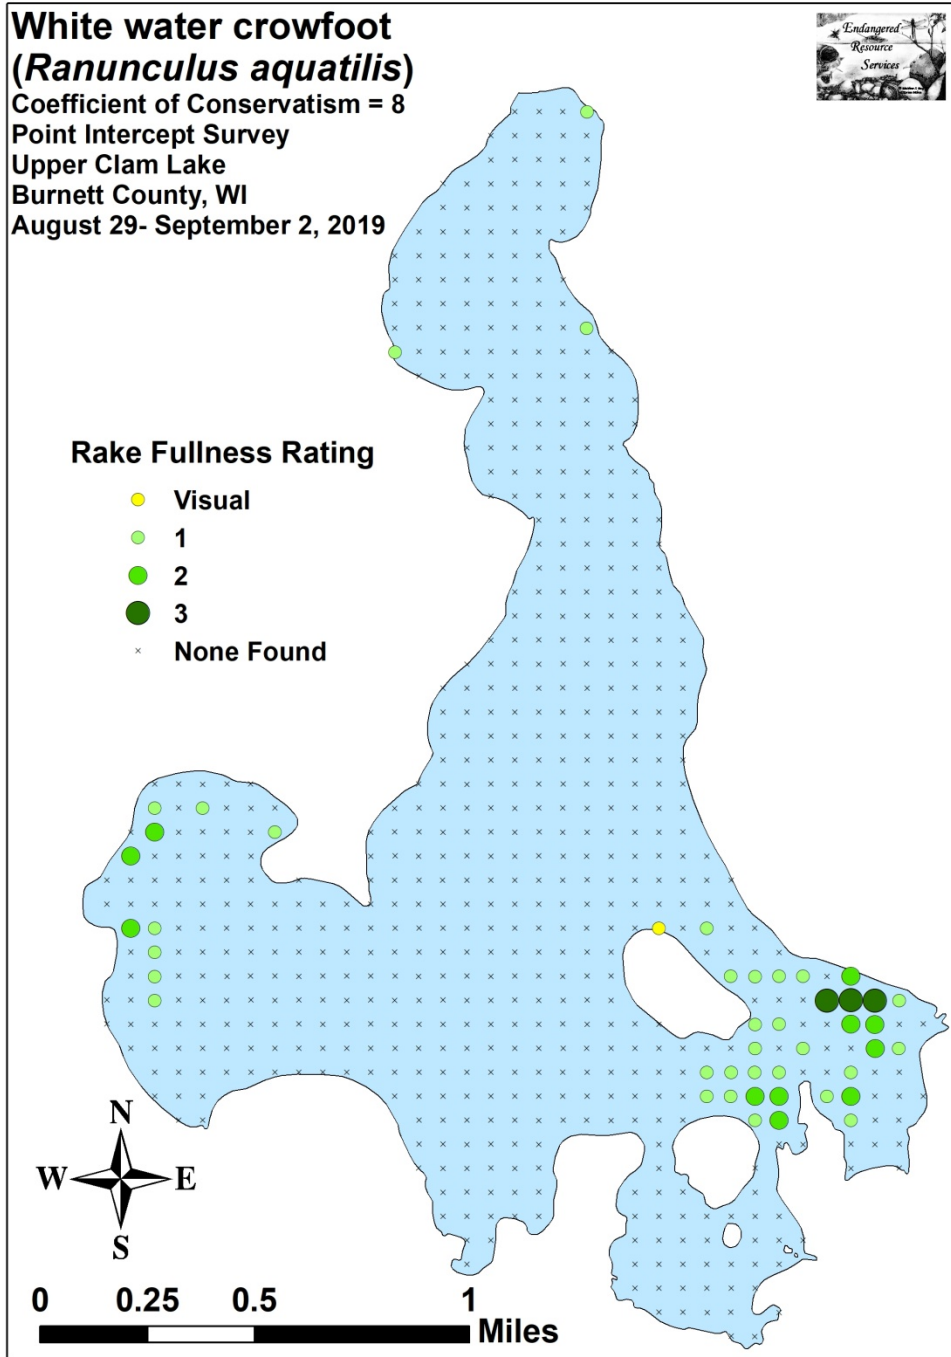 White water crowfoot
(Ranunculus aquatilis)
Coefficient of Conservatism = 8
Point Intercept Survey
Upper Clam Lake
Burnett County, WI
August 29- September 2, 2019
Endangered
Resource
Services
Rake Fullness Rating
Visual
1
2
3
None Found
N
W E
S
0 0.25 0.5 1
Miles